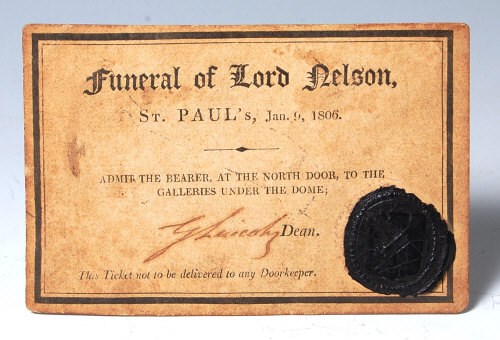 Funeral of Lord Nelson,
ST. PAUL's, Jan. 9, 1806.
ADMIT THE BEARER, AT THE NORTH DOOR, TO THE
GALLERIES UNDER THE DOME;
G Lincoln Dean.
This Ticket not to be delivered to any Doorkeeper.